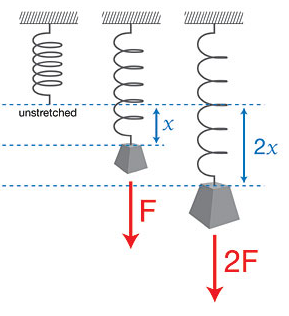 unstretched
x
2x
F
2F